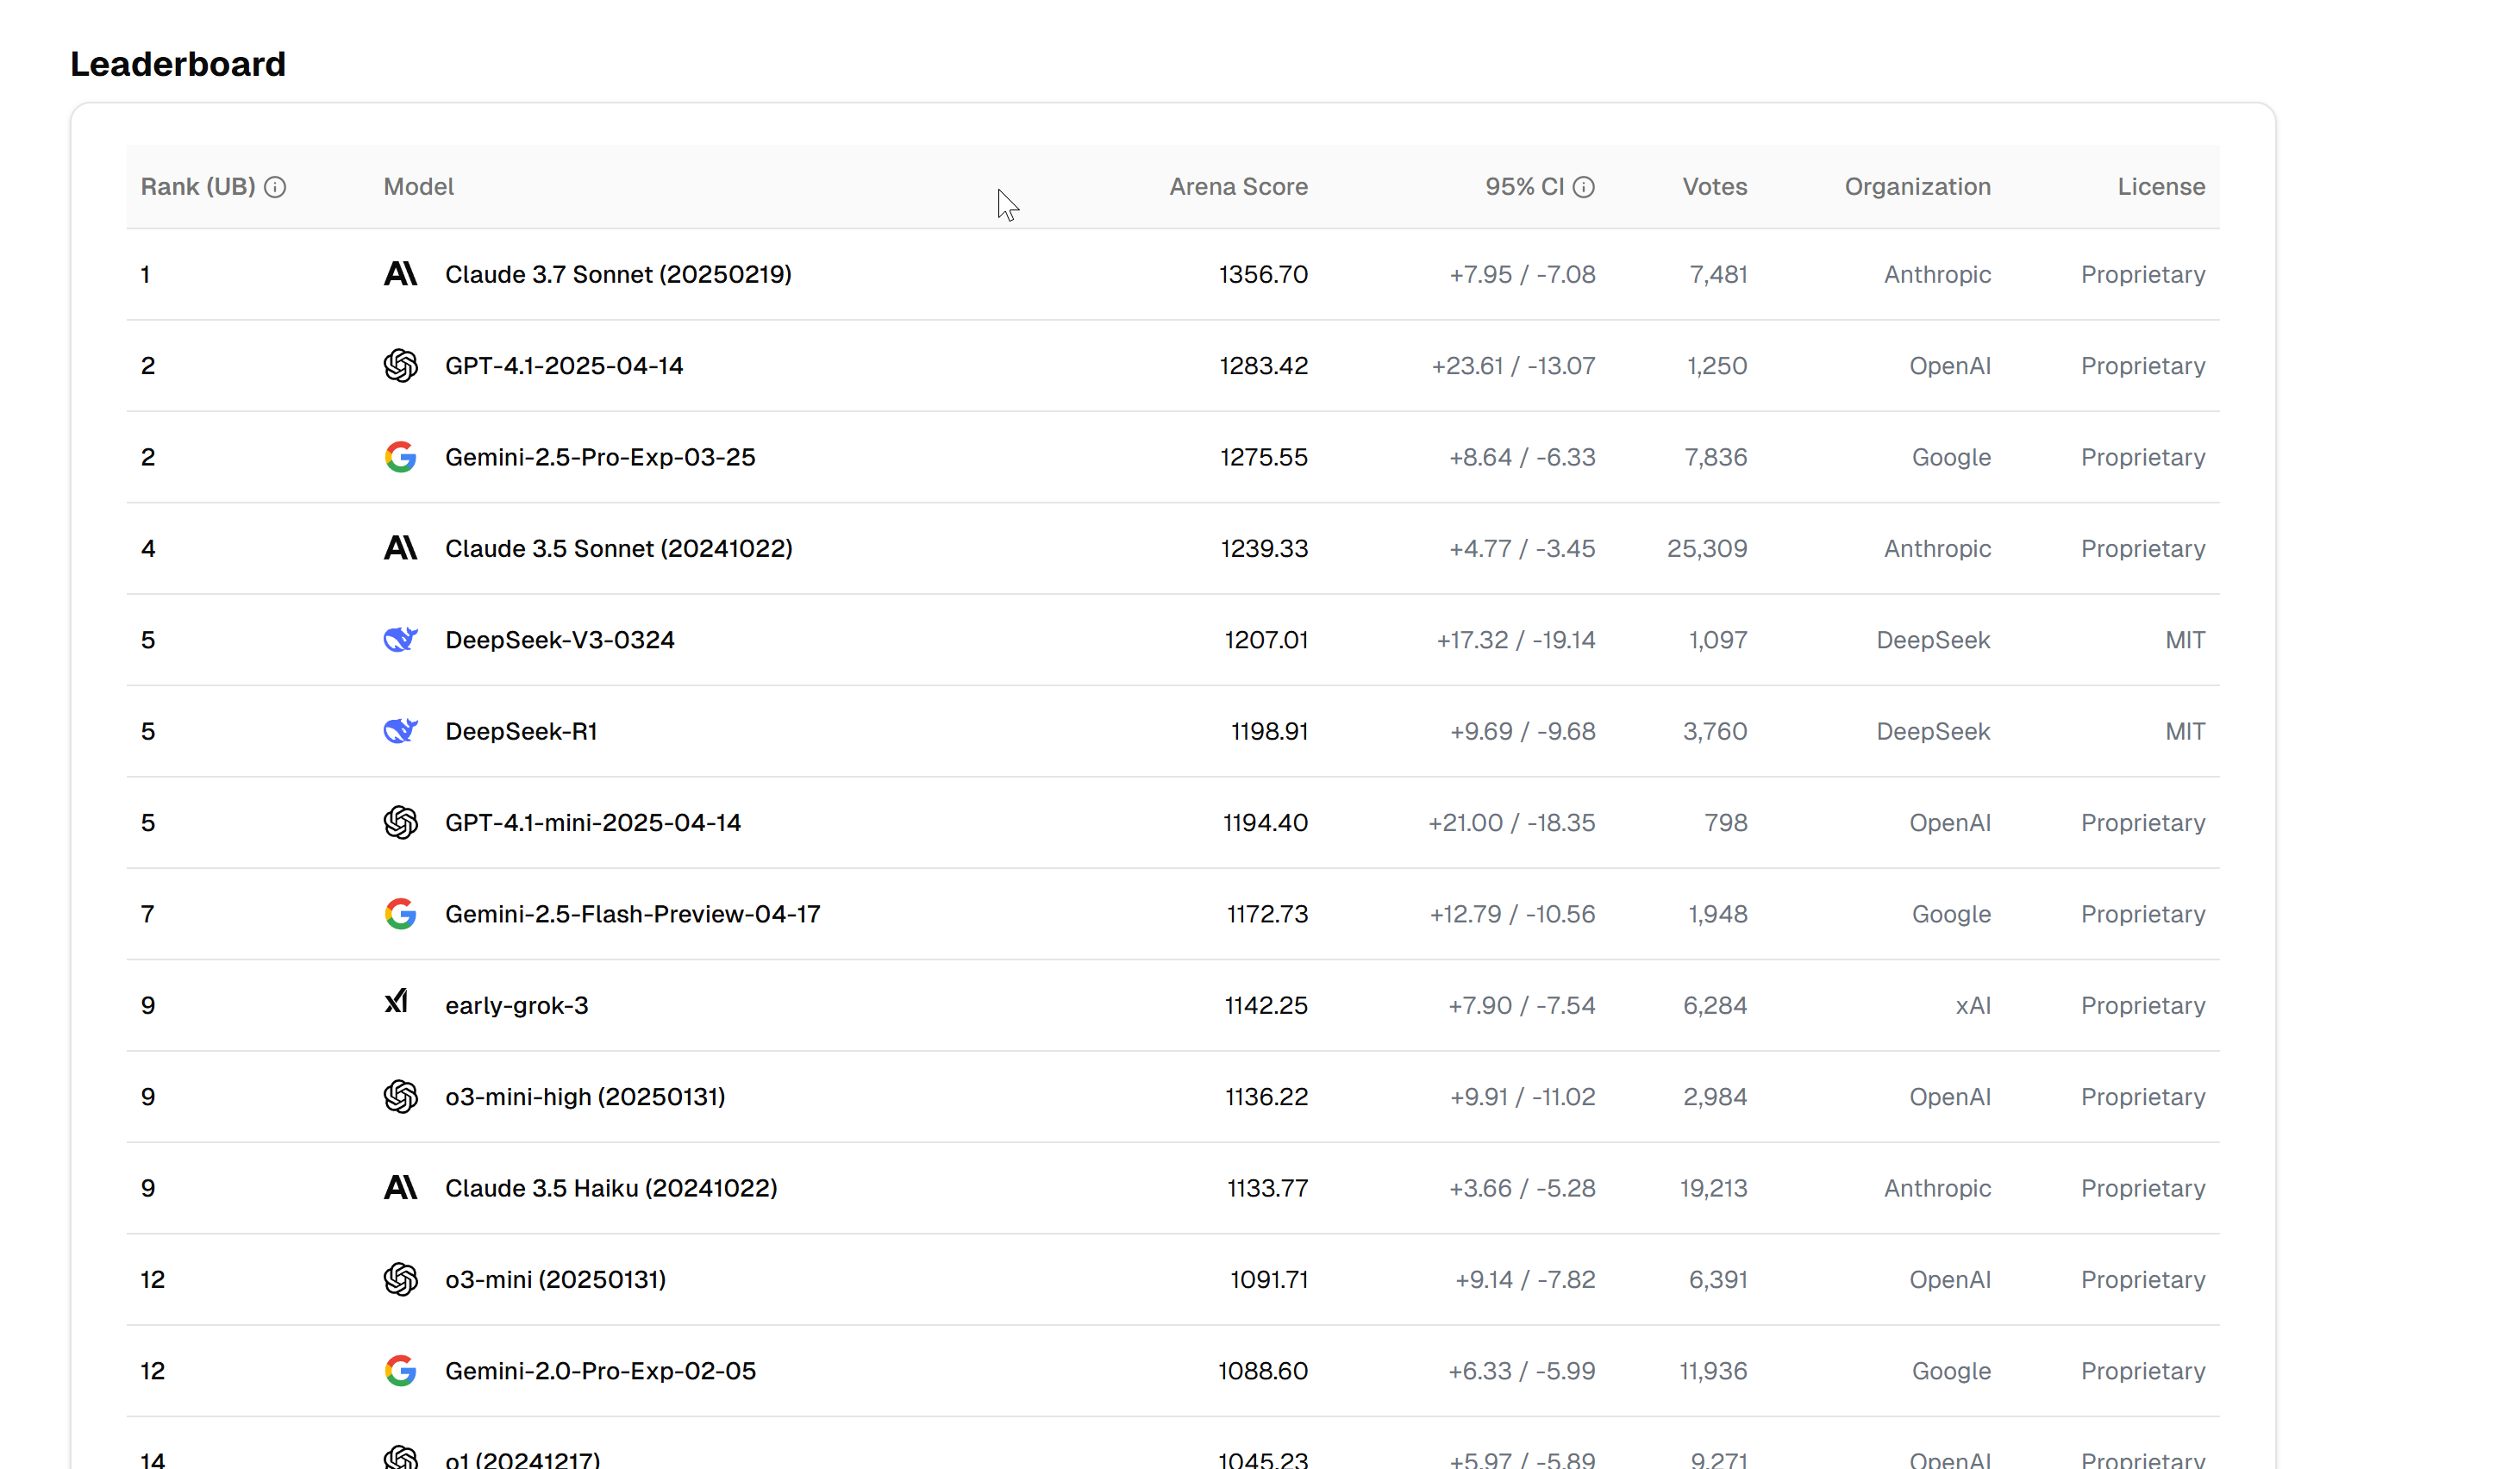 Leaderboard
Rank (UB) Model Arena Score 95% CI Votes Organization License
1 Claude 3.7 Sonnet (20250219) 1356.70 +7.95 / -7.08 7,481 Anthropic Proprietary
2 GPT-4.1-2025-04-14 1283.42 +23.61 / -13.07 1,250 OpenAI Proprietary
2 Gemini-2.5-Pro-Exp-03-25 1275.55 +8.64 / -6.33 7,836 Google Proprietary
4 Claude 3.5 Sonnet (20241022) 1239.33 +4.77 / -3.45 25,309 Anthropic Proprietary
5 DeepSeek-V3-0324 1207.01 +17.32 / -19.14 1,097 DeepSeek MIT
5 DeepSeek-R1 1198.91 +9.69 / -9.68 3,760 DeepSeek MIT
5 GPT-4.1-mini-2025-04-14 1194.40 +21.00 / -18.35 798 OpenAI Proprietary
7 Gemini-2.5-Flash-Preview-04-17 1172.73 +12.79 / -10.56 1,948 Google Proprietary
9 early-grok-3 1142.25 +7.90 / -7.54 6,284 xAI Proprietary
9 o3-mini-high (20250131) 1136.22 +9.91 / -11.02 2,984 OpenAI Proprietary
9 Claude 3.5 Haiku (20241022) 1133.77 +3.66 / -5.28 19,213 Anthropic Proprietary
12 o3-mini (20250131) 1091.71 +9.14 / -7.82 6,391 OpenAI Proprietary
12 Gemini-2.0-Pro-Exp-02-05 1088.60 +6.33 / -5.99 11,936 Google Proprietary
14 o1 (20241217) 1045.23 +5.97 / -5.89 9,271 OpenAI Proprietary